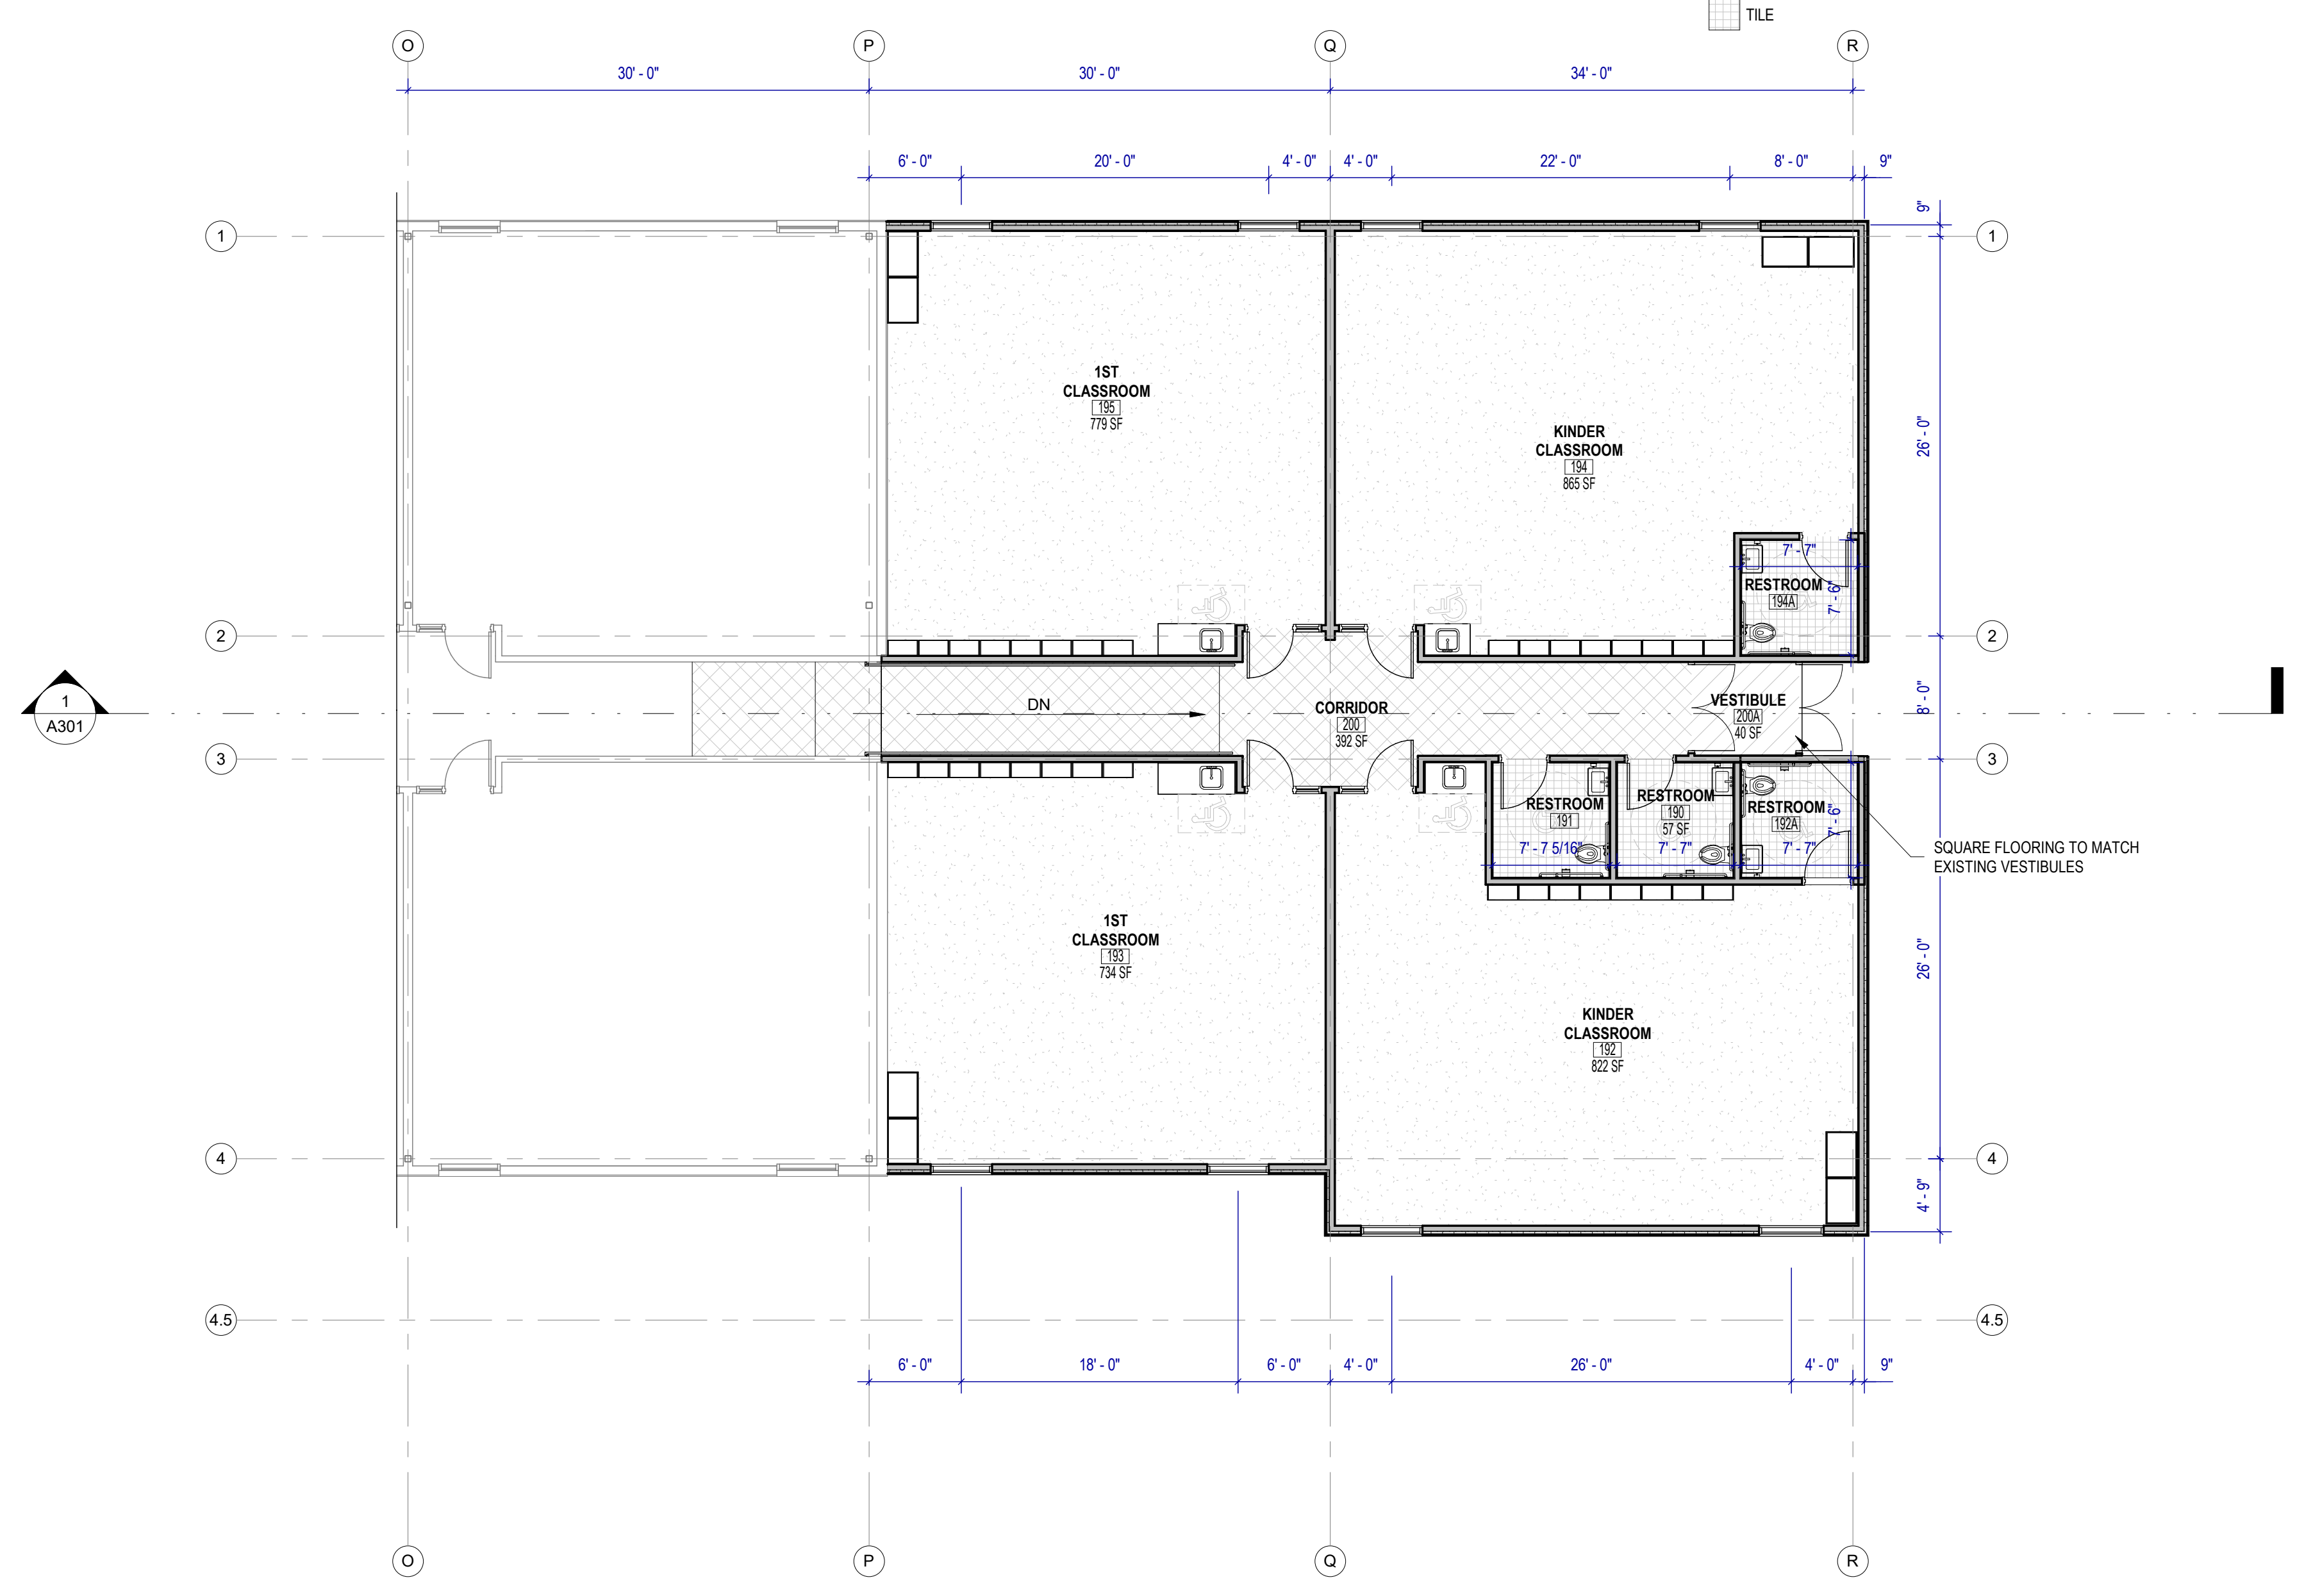 TILE
O
P
Q
R
30' - 0"
30' - 0"
34' - 0"
6' - 0"
20' - 0"
4' - 0"
4' - 0"
22' - 0"
8' - 0"
9"
9"
1
1
1ST
CLASSROOM
195
779 SF
KINDER
CLASSROOM
194
865 SF
26' - 0"
7' - 7"
RESTROOM
194A
7' - 6"
2
2
1
A301
DN
CORRIDOR
200
392 SF
VESTIBULE
200A
40 SF
8' - 0"
3
3
RESTROOM
191
7' - 7 5/16"
RESTROOM
190
57 SF
7' - 7"
RESTROOM
192A
7' - 6"
7' - 7"
SQUARE FLOORING TO MATCH
EXISTING VESTIBULES
1ST
CLASSROOM
193
734 SF
26' - 0"
KINDER
CLASSROOM
192
822 SF
4
4
4' - 9"
4.5
4.5
6' - 0"
18' - 0"
6' - 0"
4' - 0"
26' - 0"
4' - 0"
9"
O
P
Q
R